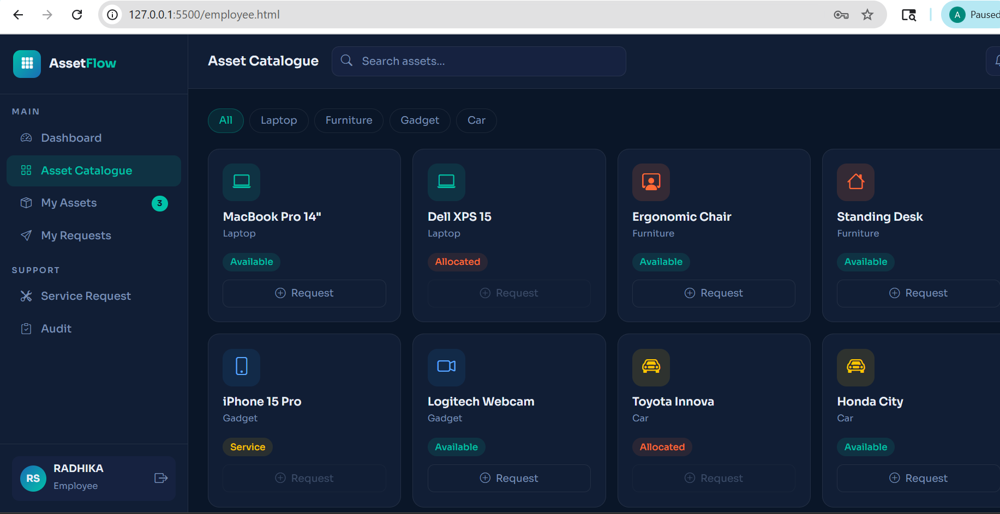 127.0.0.1:5500/employee.html
A Paused
AssetFlow
MAIN
Dashboard
Asset Catalogue
My Assets 3
My Requests
SUPPORT
Service Request
Audit
RS RADHIKA
Employee
Asset Catalogue Search assets...
All Laptop Furniture Gadget Car
MacBook Pro 14" Dell XPS 15 Ergonomic Chair Standing Desk
Laptop Laptop Furniture Furniture
Available Allocated Available Available
Request Request Request Request
iPhone 15 Pro Logitech Webcam Toyota Innova Honda City
Gadget Gadget Car Car
Service Available Allocated Available
Request Request Request Request